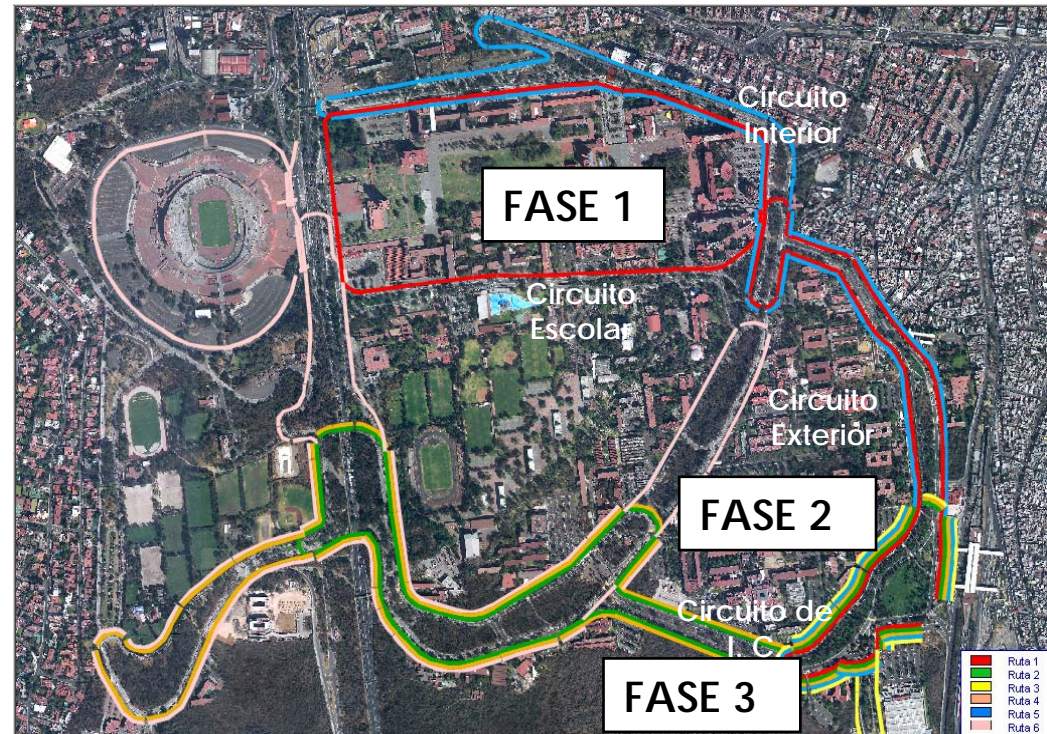 Circuito
Interior
FASE 1
Circuito
Escolar
Circuito
Exterior
FASE 2
Circuito de
I. C.
FASE 3
Ruta 1
Ruta 2
Ruta 3
Ruta 4
Ruta 5
Ruta 6